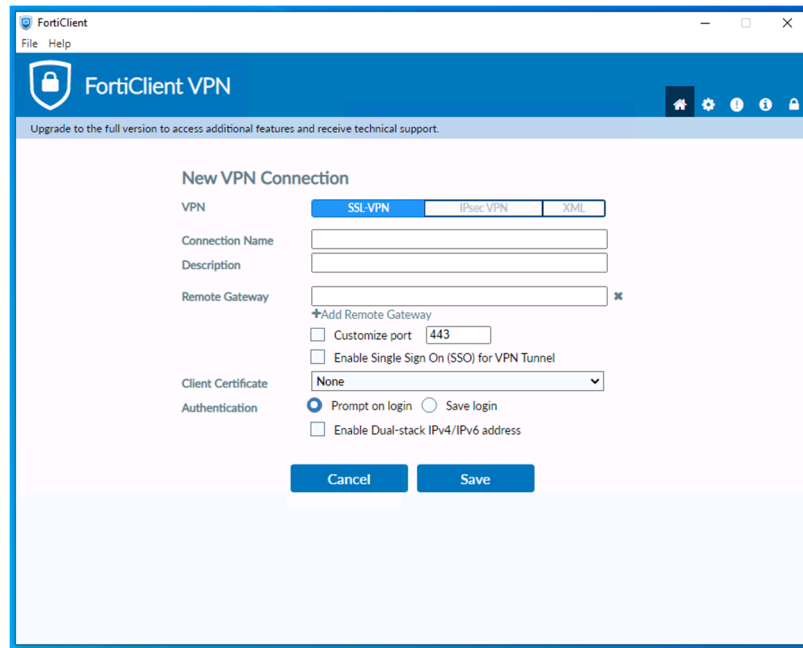 FortiClient
File Help
FortiClient VPN
Upgrade to the full version to access additional features and receive technical support.
New VPN Connection
VPN SSL-VPN IPsec VPN XML
Connection Name
Description
Remote Gateway
+Add Remote Gateway
Customize port 443
Enable Single Sign On (SSO) for VPN Tunnel
Client Certificate None
Authentication Prompt on login Save login
Enable Dual-stack IPv4/IPv6 address
Cancel Save